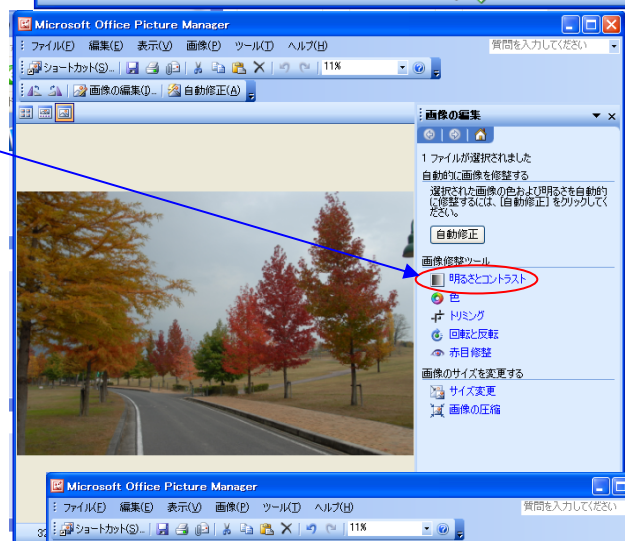 Microsoft Office Picture Manager
ファイル(F) 編集(E) 表示(V) 画像(P) ツール(T) ヘルプ(H) 質問を入力してください
ショートカット(S)... 11%
画像の編集(I)... 自動修正(A)
画像の編集
1 ファイルが選択されました
自動的に画像を修整する
選択された画像の色および明るさを自動的
に修整するには、[自動修正] をクリックしてく
ださい。
自動修正
画像修整ツール
明るさとコントラスト
色
トリミング
回転と反転
赤目修整
画像のサイズを変更する
サイズ変更
画像の圧縮
Microsoft Office Picture Manager
ファイル(F) 編集(E) 表示(V) 画像(P) ツール(T) ヘルプ(H) 質問を入力してください
ショートカット(S)... 11%